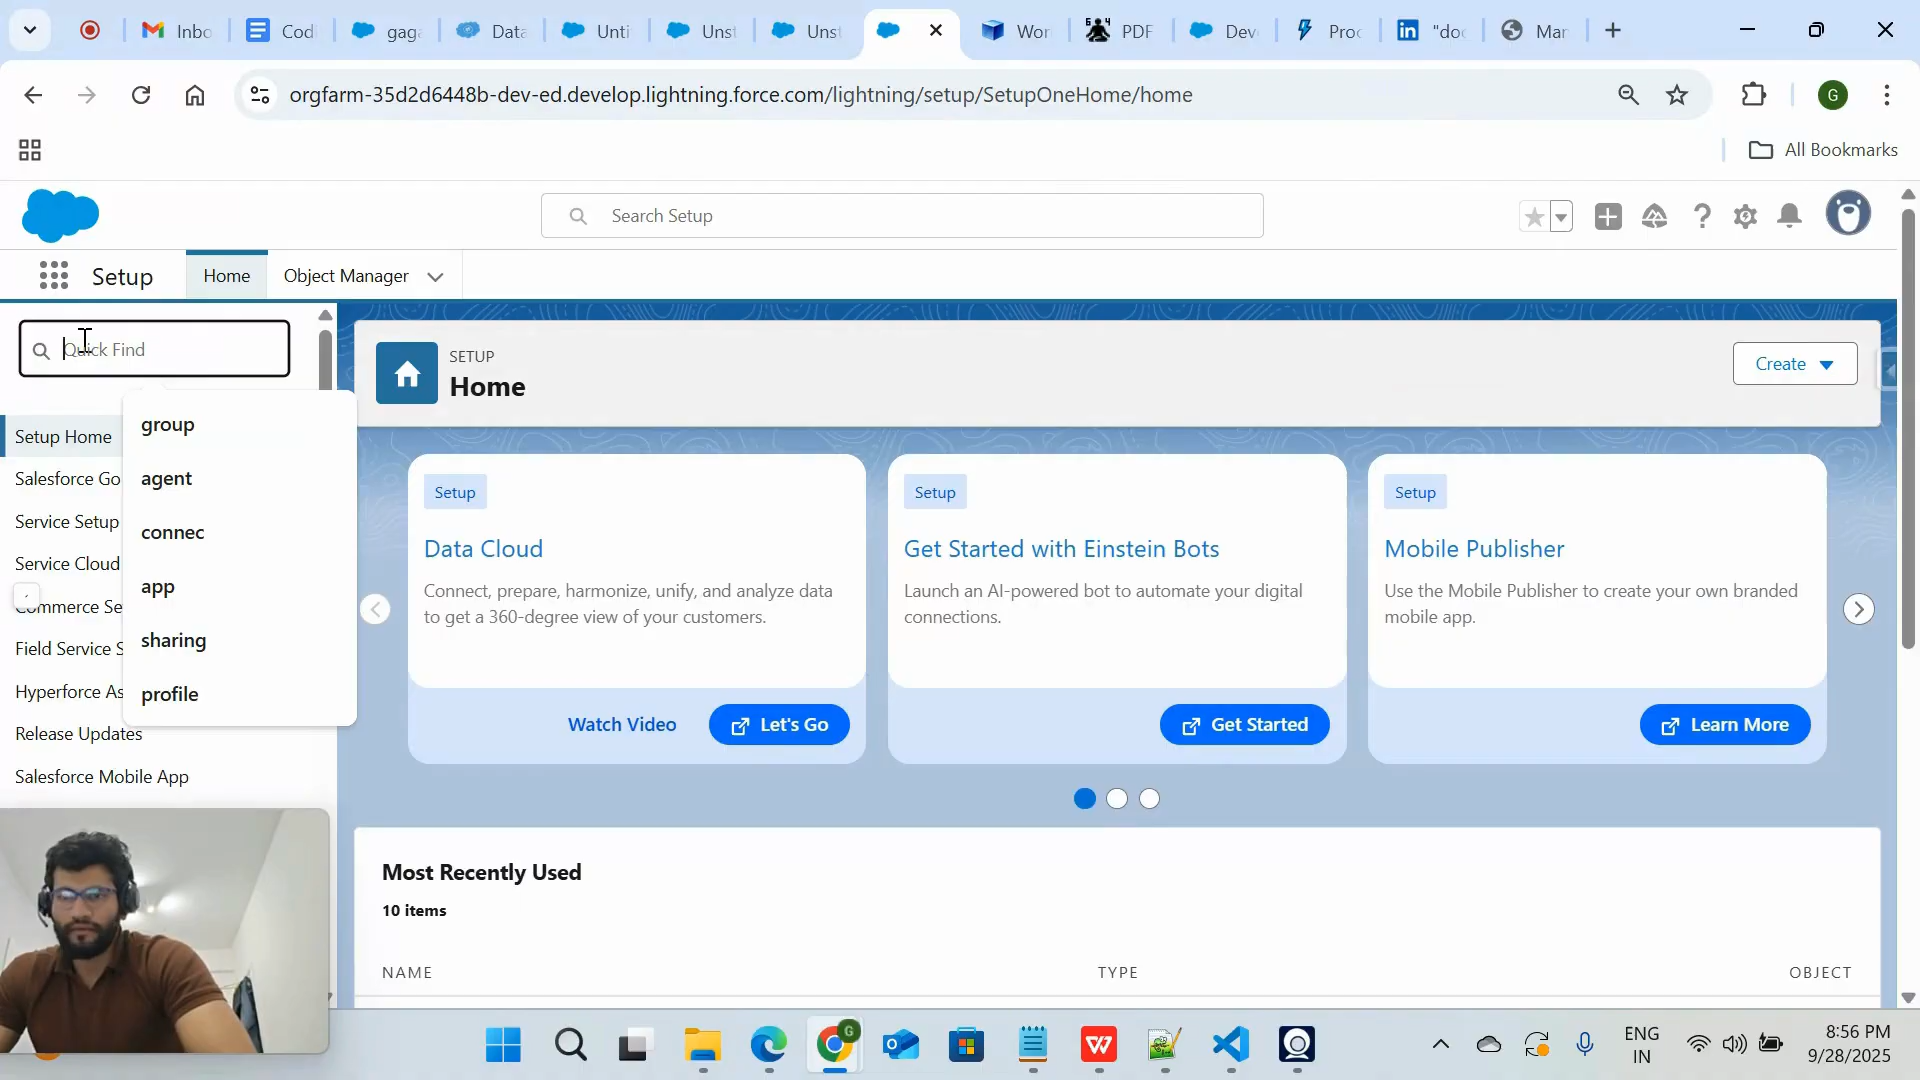 Inbo
Codi
gaga
Data
Unti
Unst
Unst
Wor
PDF
Dev
Proc
"doc
Mar
orgfarm-35d2d6448b-dev-ed.develop.lightning.force.com/lightning/setup/SetupOneHome/home
G
All Bookmarks
Search Setup
Setup
Home
Object Manager
Quick Find
group
agent
connec
app
sharing
profile
Setup Home
Salesforce Go
Service Setup
Service Cloud
Commerce Se
Field Service S
Hyperforce As
Release Updates
Salesforce Mobile App
SETUP
Home
Create
Setup
Data Cloud
Connect, prepare, harmonize, unify, and analyze data
to get a 360-degree view of your customers.
Watch Video
Let's Go
Setup
Get Started with Einstein Bots
Launch an AI-powered bot to automate your digital
connections.
Get Started
Setup
Mobile Publisher
Use the Mobile Publisher to create your own branded
mobile app.
Learn More
Most Recently Used
10 items
NAME
TYPE
OBJECT
G
ENG
IN
8:56 PM
9/28/2025